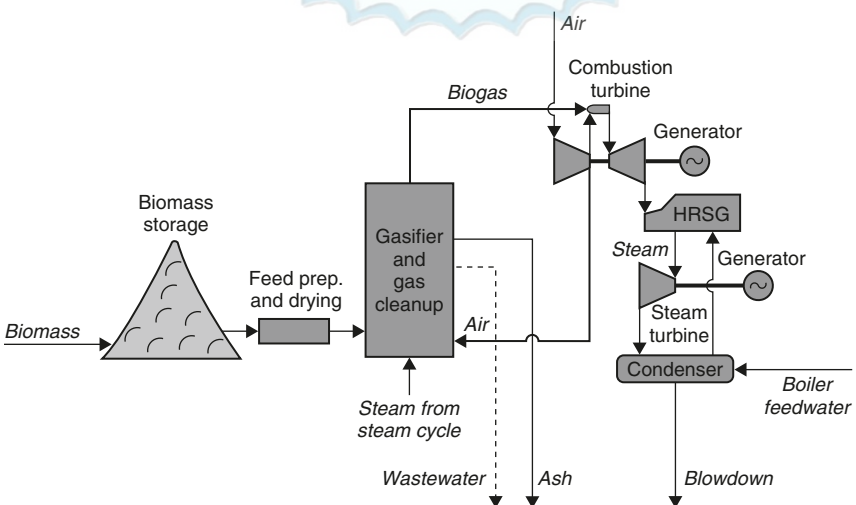 Air
Combustion
turbine
Biogas
Generator
Biomass
storage
HRSG
Gasifier
and
gas
cleanup
Steam
Generator
Feed prep.
and drying
Steam
turbine
Biomass
Air
Condenser
Boiler
feedwater
Steam from
steam cycle
Wastewater
Ash
Blowdown